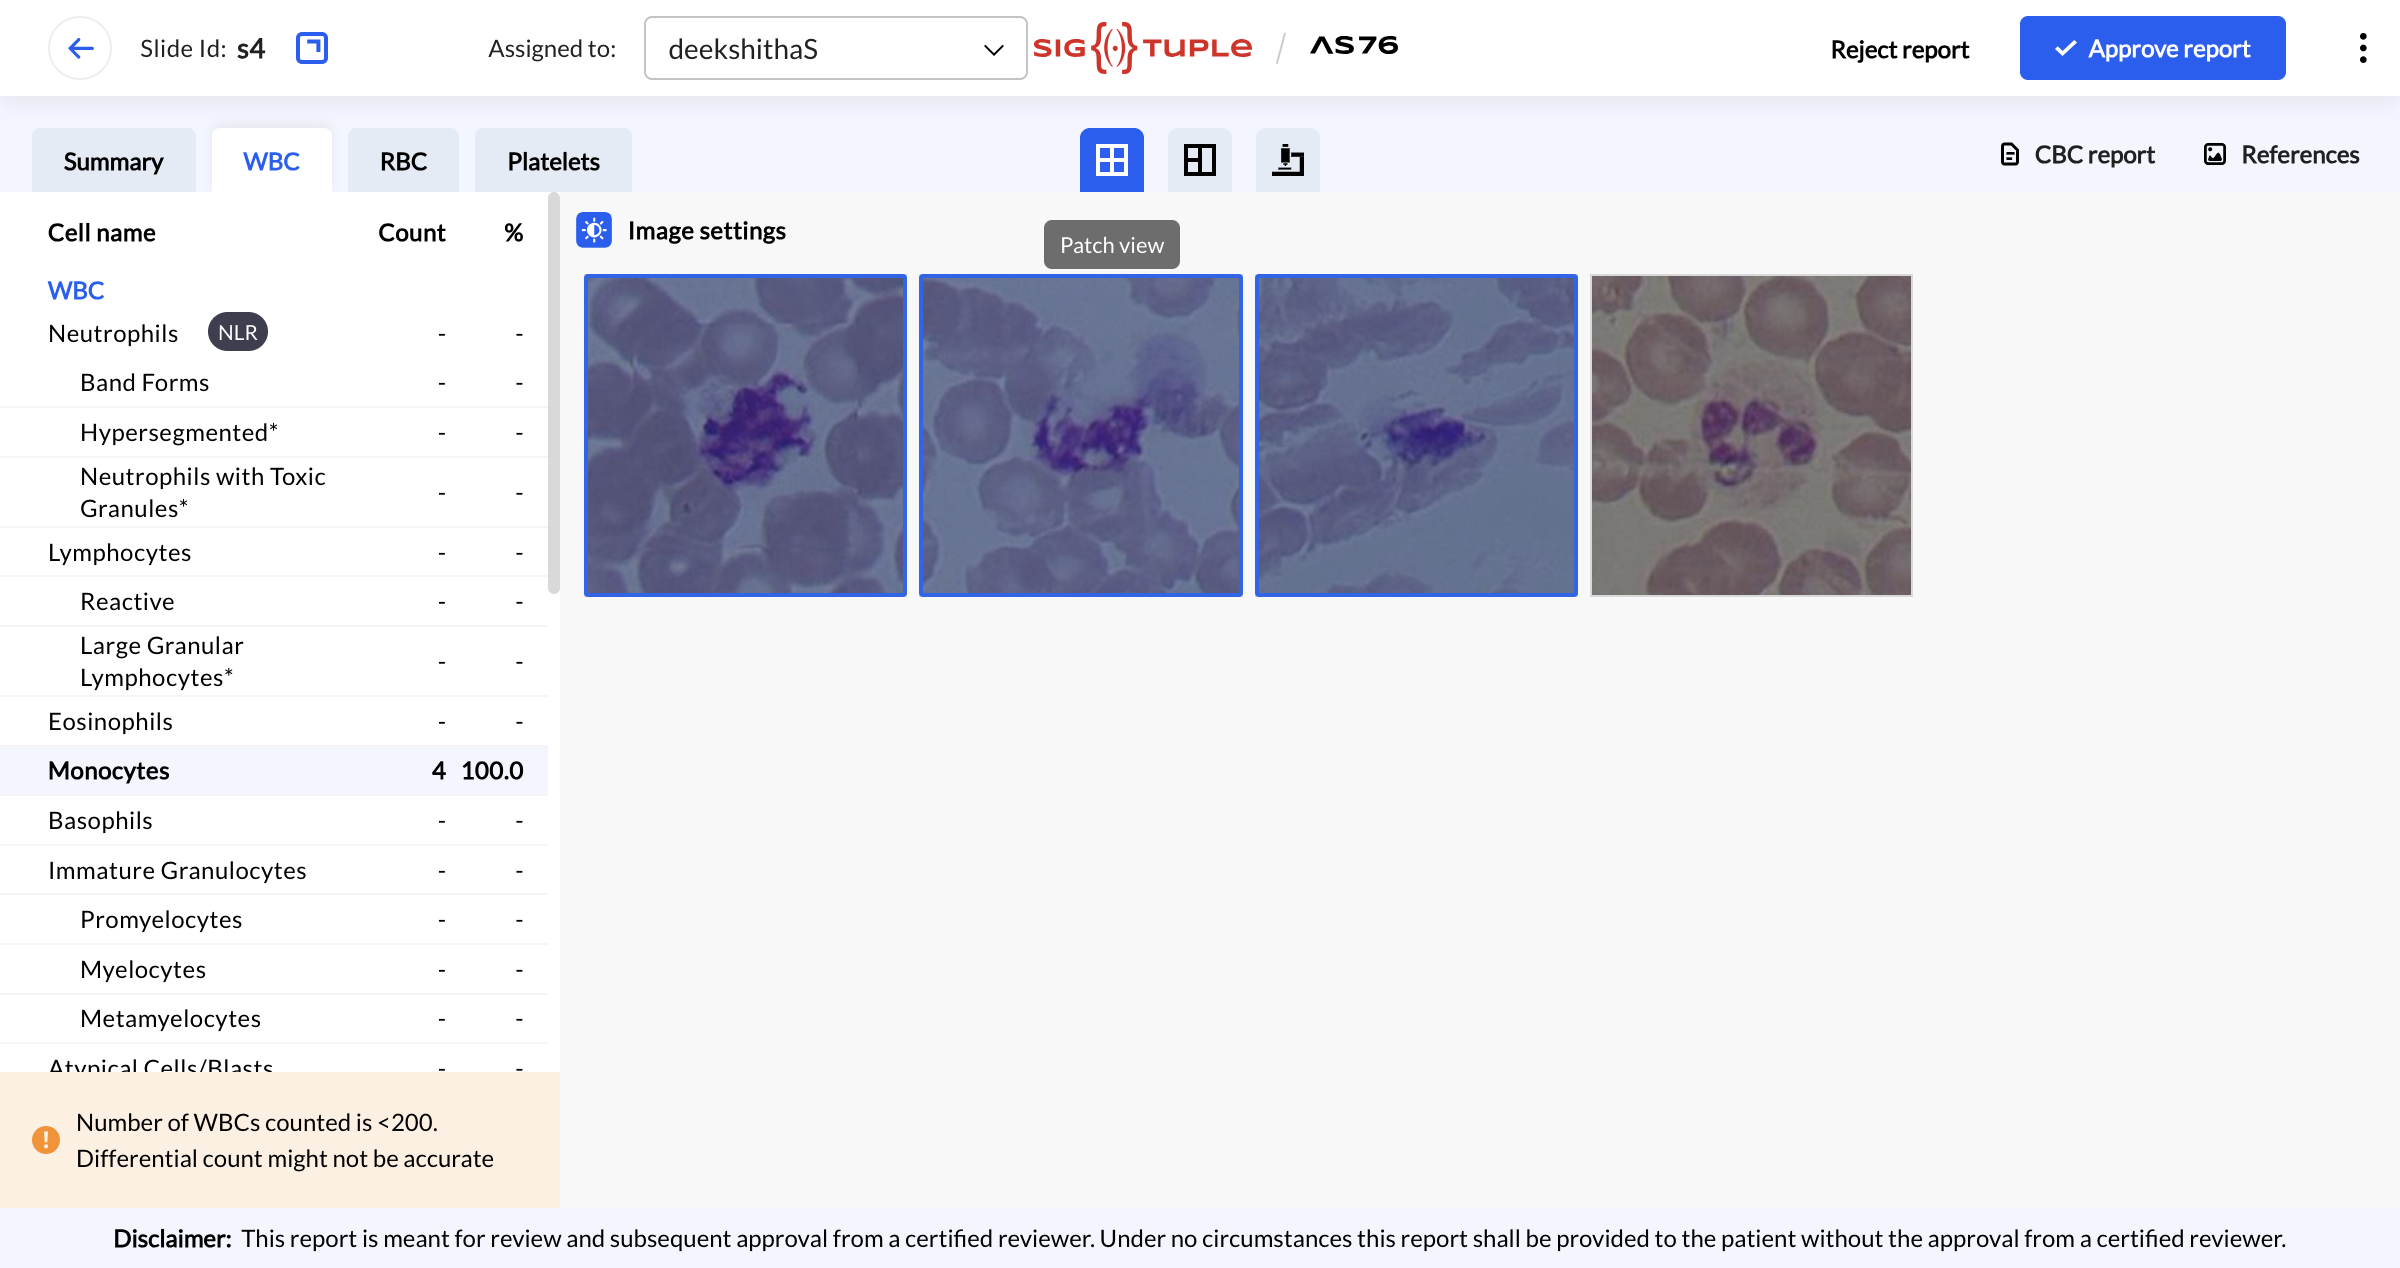 Slide Id: s4
Assigned to: deekshithaS
SIG{(·)}TUPLE / AS76
Reject report
Approve report
Summary
WBC
RBC
Platelets
CBC report
References
Cell name Count %
Image settings
Patch view
WBC
Neutrophils NLR - -
Band Forms - -
Hypersegmented* - -
Neutrophils with Toxic
Granules* - -
Lymphocytes - -
Reactive - -
Large Granular
Lymphocytes* - -
Eosinophils - -
Monocytes 4 100.0
Basophils - -
Immature Granulocytes - -
Promyelocytes - -
Myelocytes - -
Metamyelocytes - -
Atypical Cells/Blasts - -
Number of WBCs counted is <200.
Differential count might not be accurate
Disclaimer: This report is meant for review and subsequent approval from a certified reviewer. Under no circumstances this report shall be provided to the patient without the approval from a certified reviewer.